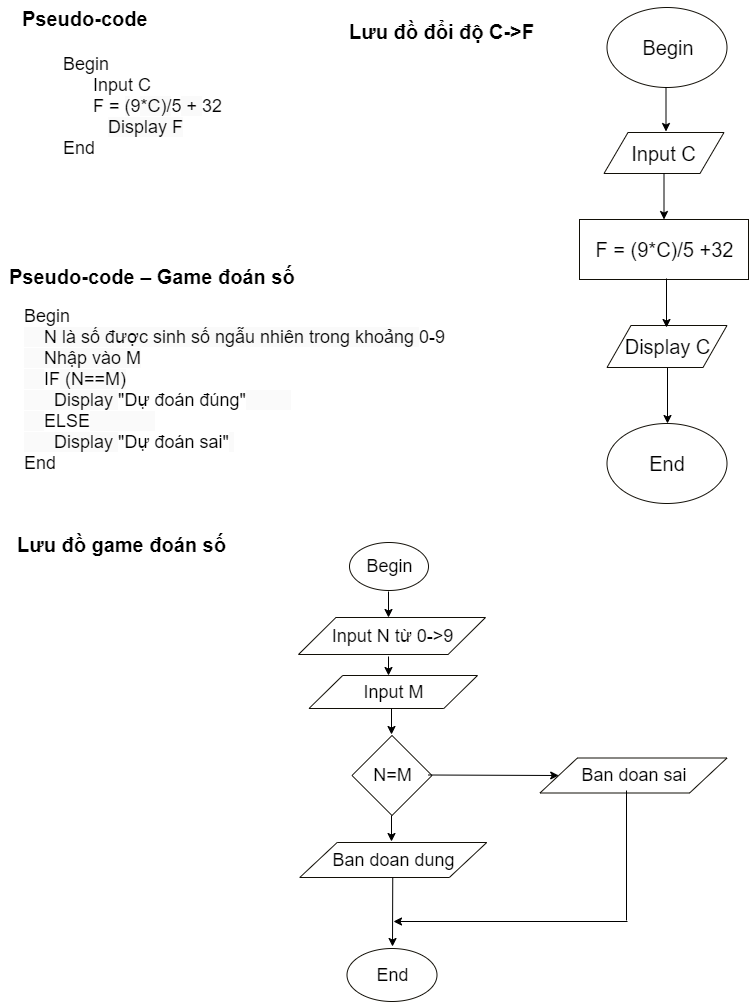 Pseudo-code
Begin
Input C
F = (9*C)/5 + 32
Display F
End
Lưu đồ đổi độ C->F
Begin
Input C
F = (9*C)/5 +32
Display C
End
Pseudo-code – Game đoán số
Begin
N là số được sinh số ngẫu nhiên trong khoảng 0-9
Nhập vào M
IF (N==M)
Display "Dự đoán đúng"
ELSE
Display "Dự đoán sai"
End
Lưu đồ game đoán số
Begin
Input N từ 0->9
Input M
N=M
Ban doan sai
Ban doan dung
End